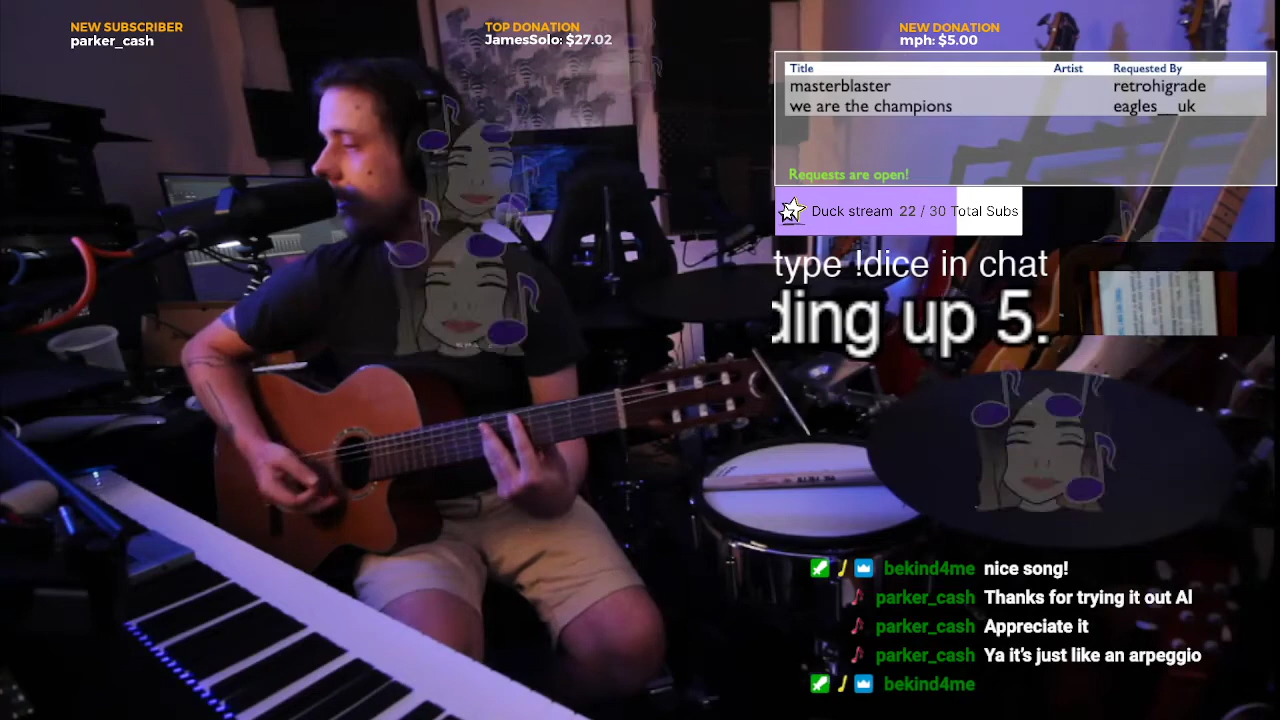 NEW SUBSCRIBER
parker_cash
TOP DONATION
JamesSolo: $27.02
NEW DONATION
mph: $5.00
Title Artist Requested By
masterblaster retrohigrade
we are the champions eagles__uk
Requests are open!
Duck stream 22 / 30 Total Subs
type !dice in chat
ding up 5.
bekind4me nice song!
parker_cash Thanks for trying it out Al
parker_cash Appreciate it
parker_cash Ya it's just like an arpeggio
bekind4me